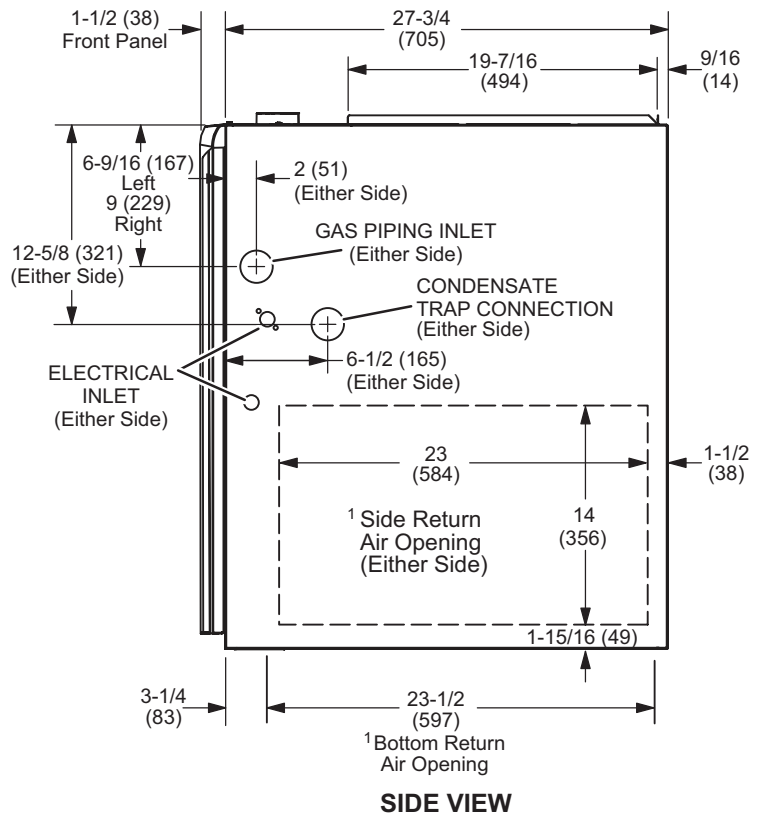 1-1/2 (38)
Front Panel
27-3/4
(705)
19-7/16
(494)
9/16
(14)
6-9/16 (167)
Left
9 (229)
Right
2 (51)
(Either Side)
12-5/8 (321)
(Either Side)
GAS PIPING INLET
(Either Side)
CONDENSATE
TRAP CONNECTION
(Either Side)
6-1/2 (165)
(Either Side)
ELECTRICAL
INLET
(Either Side)
23
(584)
1-1/2
(38)
1 Side Return
Air Opening
(Either Side)
14
(356)
1-15/16 (49)
3-1/4
(83)
23-1/2
(597)
1 Bottom Return
Air Opening
SIDE VIEW